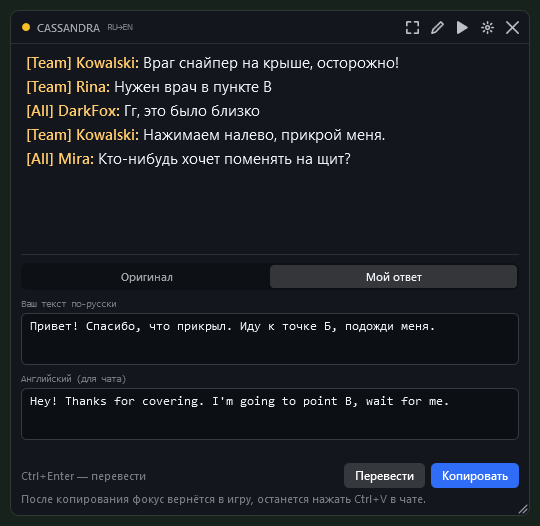 CASSANDRA RU→EN
[Team] Kowalski: Враг снайпер на крыше, осторожно!
[Team] Rina: Нужен врач в пункте B
[All] DarkFox: Гг, это было близко
[Team] Kowalski: Нажимаем налево, прикрой меня.
[All] Mira: Кто-нибудь хочет поменять на щит?
Оригинал Мой ответ
Ваш текст по-русски
Привет! Спасибо, что прикрыл. Иду к точке Б, подожди меня.
Английский (для чата)
Hey! Thanks for covering. I'm going to point B, wait for me.
Ctrl+Enter — перевести Перевести Копировать
После копирования фокус вернётся в игру, останется нажать Ctrl+V в чате.